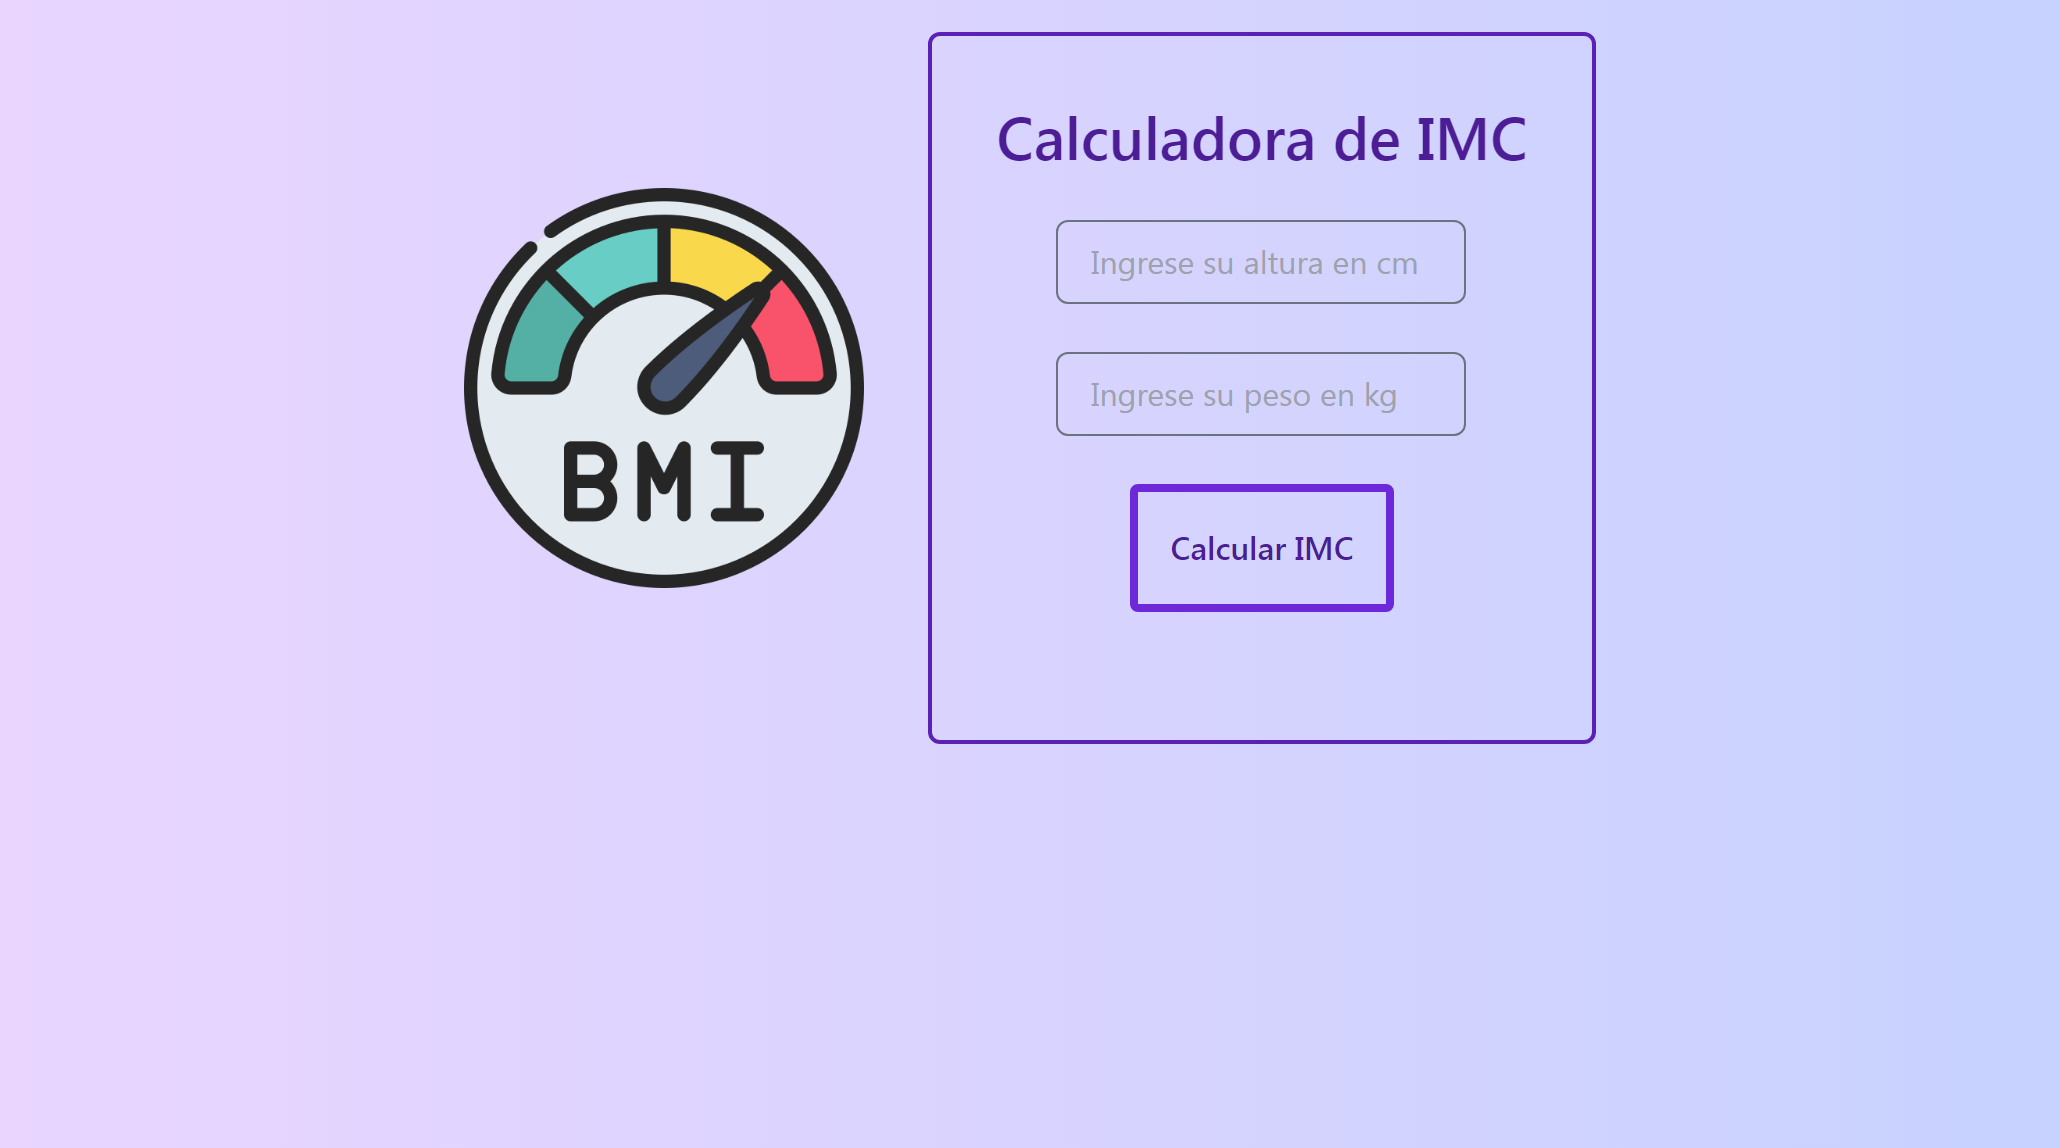 BMI
Calculadora de IMC
Ingrese su altura en cm
Ingrese su peso en kg
Calcular IMC